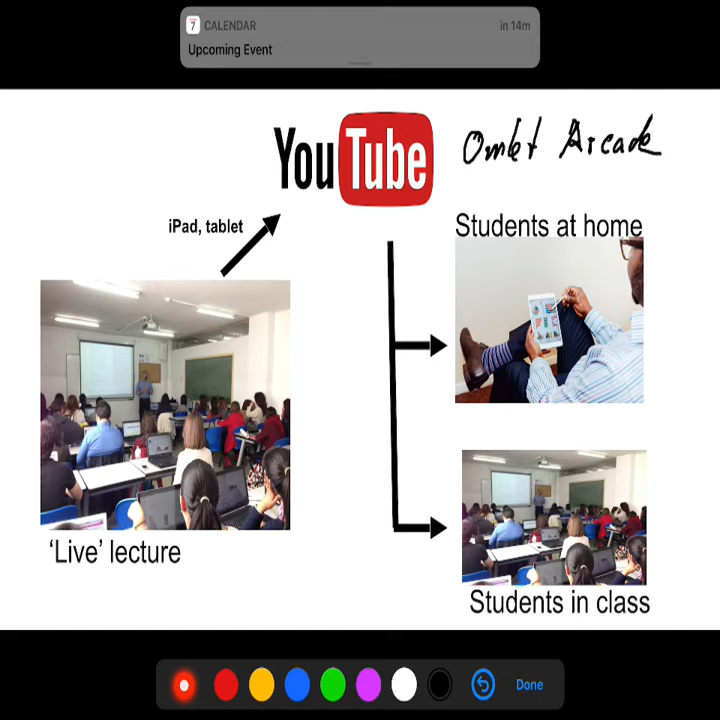 7 CALENDAR in 14m
Upcoming Event
YouTube
Omlet Arcade
iPad, tablet
Students at home
'Live' lecture
Students in class
Done